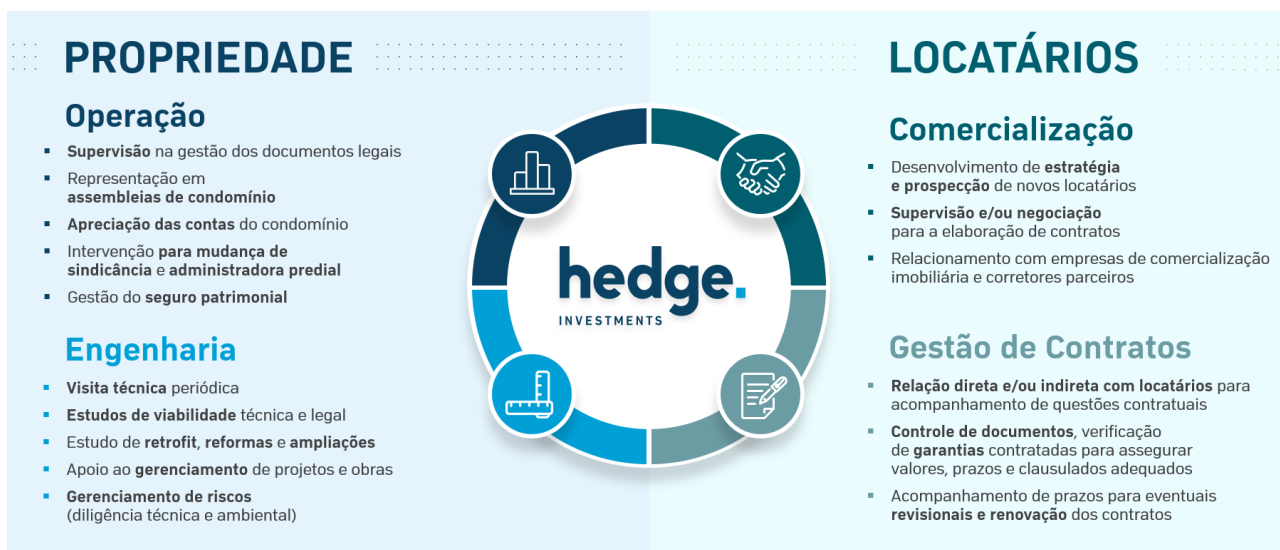 PROPRIEDADE
Operação
▪ Supervisão na gestão dos documentos legais
▪ Representação em
assembleias de condomínio
▪ Apreciação das contas do condomínio
▪ Intervenção para mudança de
sindicância e administradora predial
▪ Gestão do seguro patrimonial
Engenharia
▪ Visita técnica periódica
▪ Estudos de viabilidade técnica e legal
▪ Estudo de retrofit, reformas e ampliações
▪ Apoio ao gerenciamento de projetos e obras
▪ Gerenciamento de riscos
(diligência técnica e ambiental)
hedge.
INVESTMENTS
LOCATÁRIOS
Comercialização
▪ Desenvolvimento de estratégia
e prospecção de novos locatários
▪ Supervisão e/ou negociação
para a elaboração de contratos
▪ Relacionamento com empresas de comercialização
imobiliária e corretores parceiros
Gestão de Contratos
▪ Relação direta e/ou indireta com locatários para
acompanhamento de questões contratuais
▪ Controle de documentos, verificação
de garantias contratadas para assegurar
valores, prazos e clausulados adequados
▪ Acompanhamento de prazos para eventuais
revisionais e renovação dos contratos